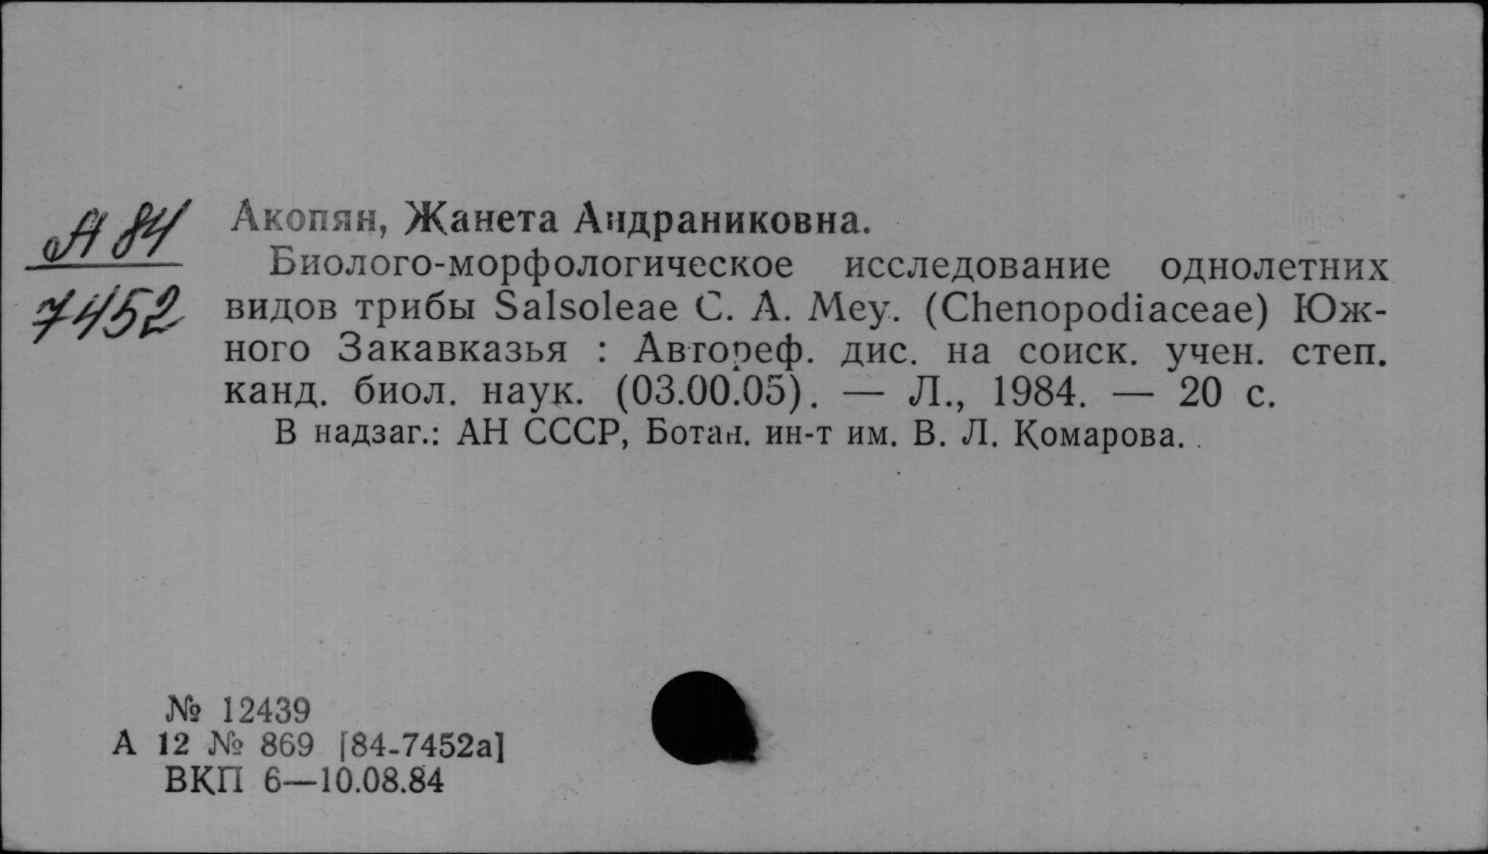 А 84
7452
Акопян, Жанета Андраниковна.
Биолого-морфологическое исследование однолетних
видов трибы Salsoleae C. A. Mey. (Chenopodiaceae) Юж-
ного Закавказья : Автореф. дис. на соиск. учен. степ.
канд. биол. наук. (03.00.05). — Л., 1984. — 20 с.
В надзаг.: АН СССР, Ботан. ин-т им. В. Л. Комарова.
№ 12439
А 12 № 869 [84-7452а]
ВКП 6—10.08.84